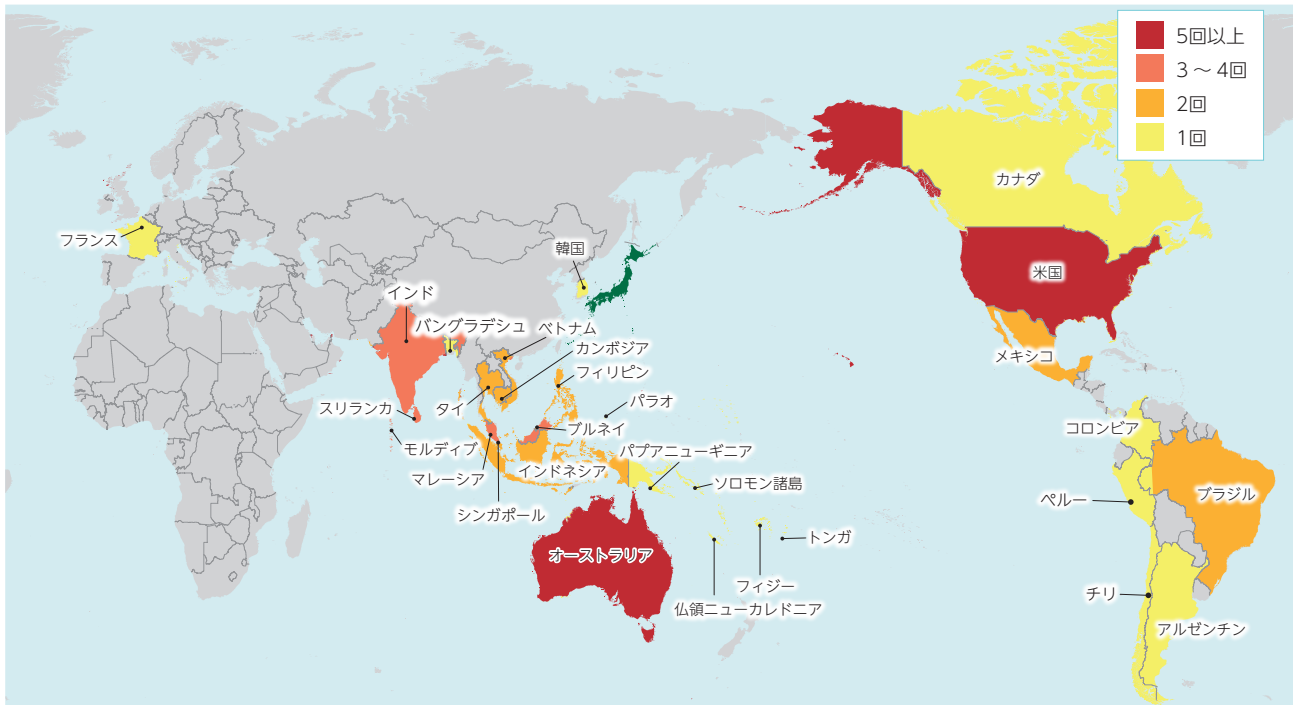 5回以上
3～4回
2回
1回
カナダ
フランス
韓国
米国
インド
バングラデシュ
ベトナム
カンボジア
メキシコ
フィリピン
スリランカ
タイ
パラオ
モルディブ
ブルネイ
コロンビア
マレーシア
インドネシア
パプアニューギニア
ソロモン諸島
ペルー
ブラジル
シンガポール
オーストラリア
トンガ
フィジー
仏領ニューカレドニア
チリ
アルゼンチン